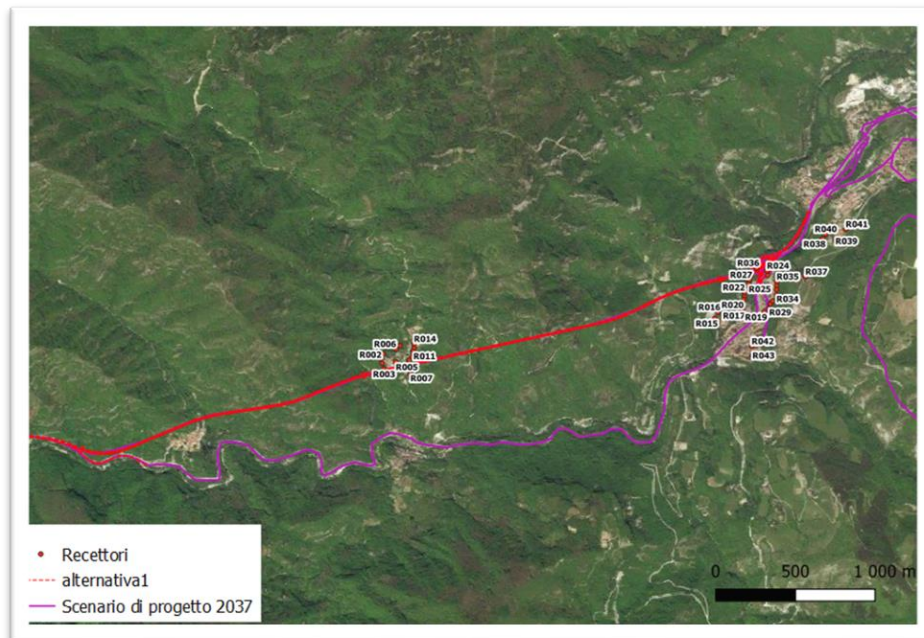 R041
R040
R038
R039
R036
R024
R027
R035
R037
R022
R025
R016
R020
R034
R017
R019
R029
R015
R042
R043
R006
R014
R002
R011
R005
R003
R007
Recettori
alternativa1
Scenario di progetto 2037
0 500 1 000 m